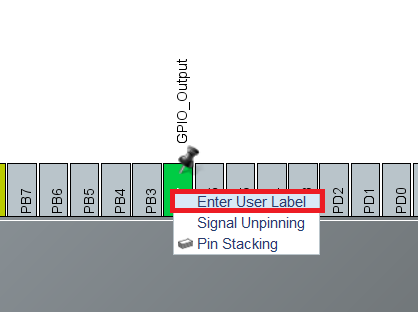 GPIO_Output
PB7
PB6
PB5
PB4
PB3
PD2
PD1
PD0
Enter User Label
Signal Unpinning
Pin Stacking